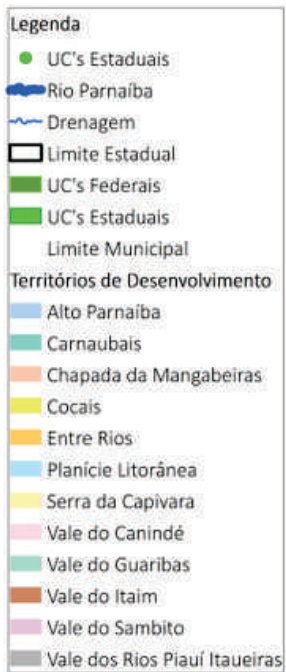 Legenda
UC's Estaduais
Rio Parnaíba
Drenagem
Limite Estadual
UC's Federais
UC's Estaduais
Limite Municipal
Territórios de Desenvolvimento
Alto Parnaíba
Carnaubais
Chapada da Mangabeiras
Cocais
Entre Rios
Planície Litorânea
Serra da Capivara
Vale do Canindé
Vale do Guaribas
Vale do Itaim
Vale do Sambito
Vale dos Rios Piauí Itaueiras